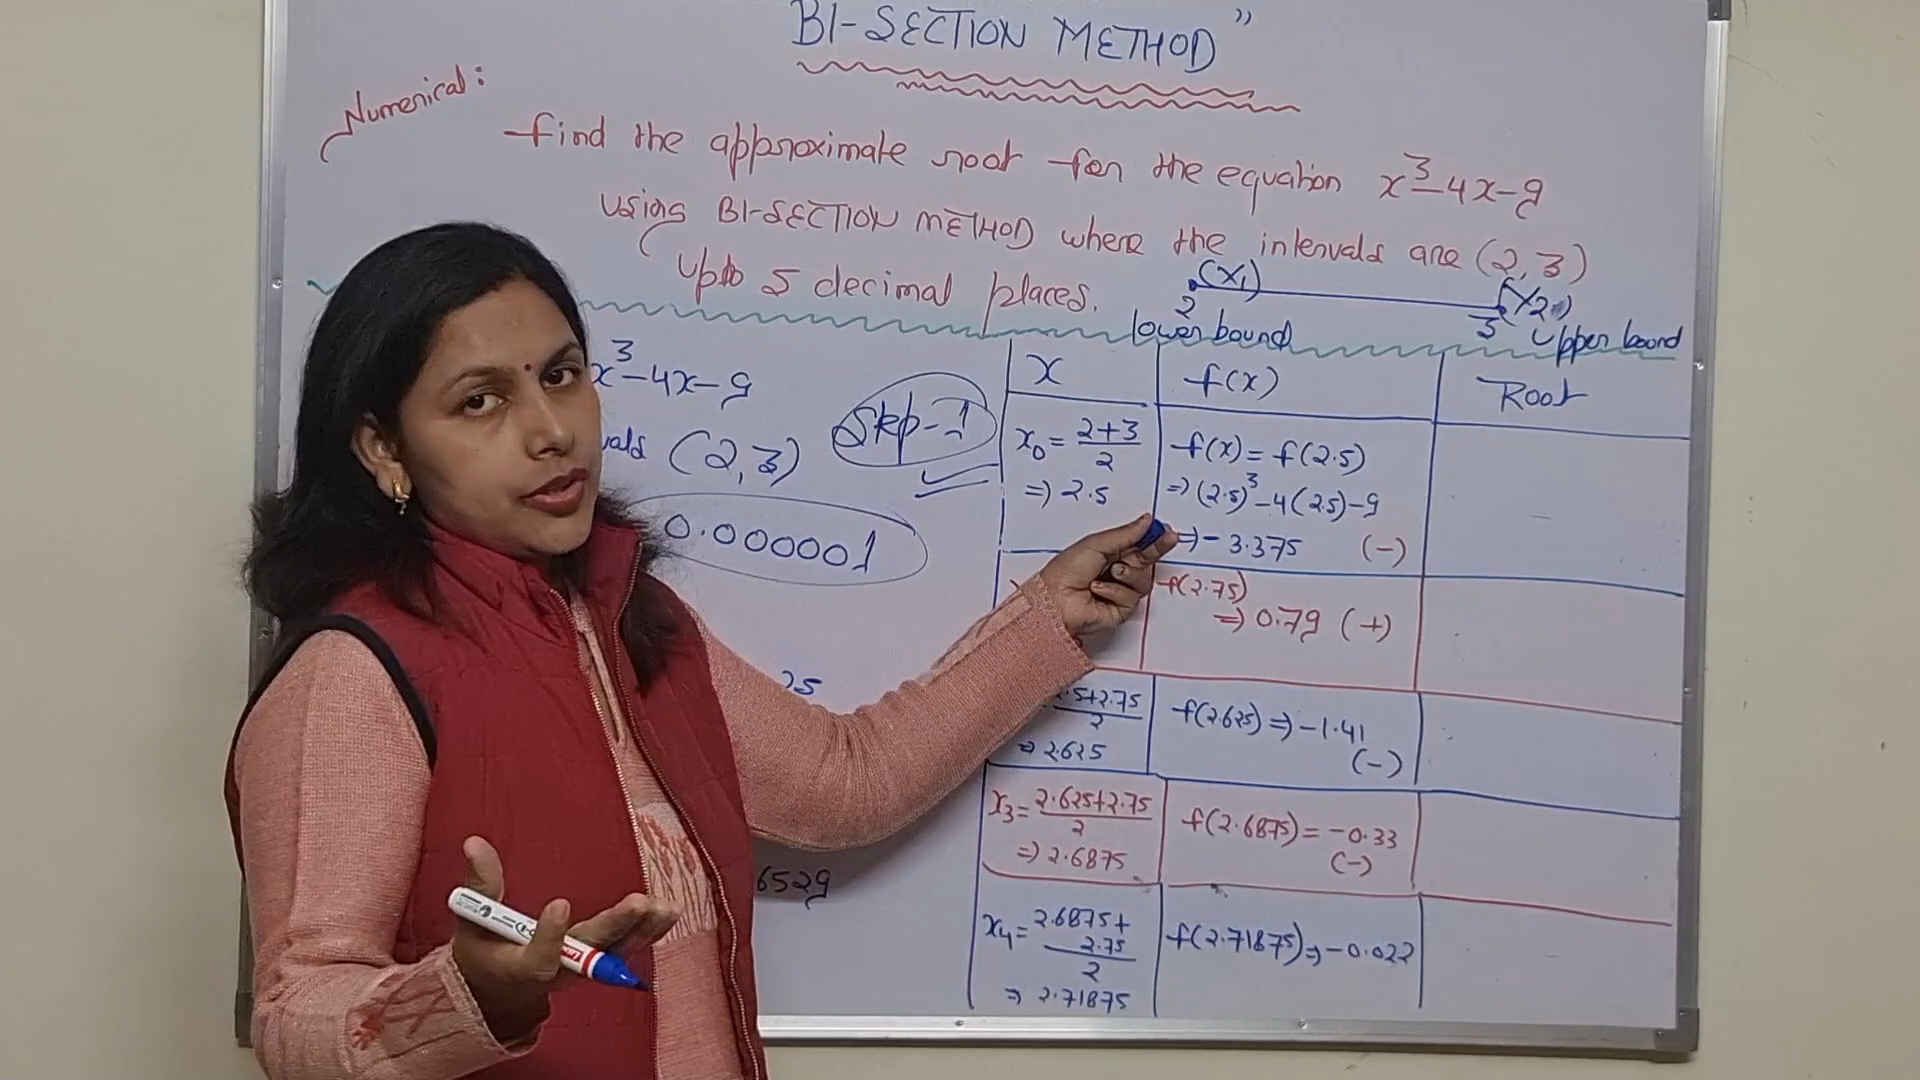 BI-SECTION METHOD"
Numerical:
find the approximate root for the equation x³-4x-9
using BI-SECTION METHOD where the intervals are (2,3)
upto 5 decimal places.
(x₁)
2
3
lower bound
Upper bound
x³-4x-9
(2,3)
Step-1
0.000001
6529
x
f(x)
Root
x₀ = 2+3
2
=> 2.5
f(x) = f(2.5)
=> (2.5)³-4(2.5)-9
=> -3.375 (-)
f(2.75)
=> 0.79 (+)
.5+2.75
2
=> 2.625
f(2.625) => -1.41
(-)
x₃ = 2.625+2.75
2
=> 2.6875
f(2.6875) = -0.33
(-)
x₄ = 2.6875+
2.75
2
=> 2.71875
f(2.71875) => -0.022